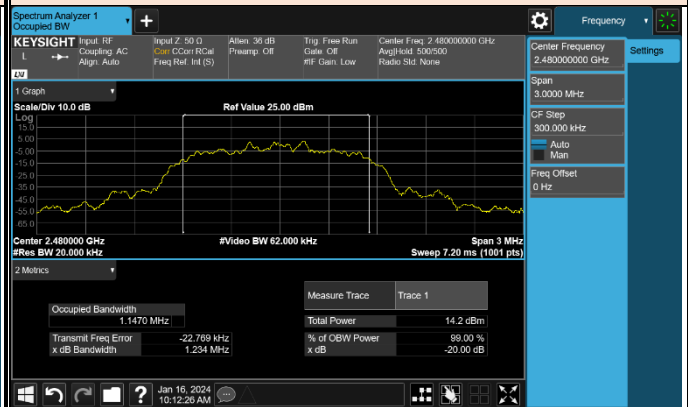 Spectrum Analyzer 1
Occupied BW
+
Frequency
KEYSIGHT Input: RF Input Z: 50 Ω Atten: 36 dB Trig: Free Run Center Freq: 2.480000000 GHz
L Coupling: AC Corr CCorr RCal Preamp: Off Gate: Off Avg|Hold: 500/500
Align: Auto Freq Ref: Int (S) #IF Gain: Low Radio Std: None
LXI
Center Frequency
2.480000000 GHz
Settings
Span
3.0000 MHz
CF Step
300.000 kHz
Auto
Man
Freq Offset
0 Hz
1 Graph
Scale/Div 10.0 dB Ref Value 25.00 dBm
Log
15.0
5.00
-5.00
-15.0
-25.0
-35.0
-45.0
-55.0
-65.0
Center 2.480000 GHz #Video BW 62.000 kHz Span 3 MHz
#Res BW 20.000 kHz Sweep 7.20 ms (1001 pts)
2 Metrics
Measure Trace Trace 1
Occupied Bandwidth
1.1470 MHz Total Power 14.2 dBm
Transmit Freq Error -22.769 kHz % of OBW Power 99.00 %
x dB Bandwidth 1.234 MHz x dB -20.00 dB
? Jan 16, 2024
10:12:26 AM